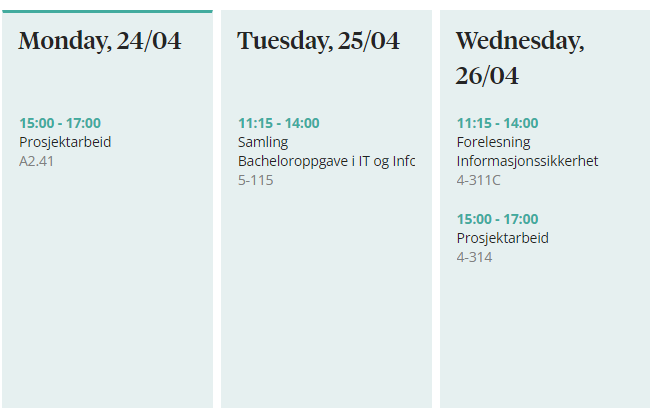 Monday, 24/04
15:00 - 17:00
Prosjektarbeid
A2.41
Tuesday, 25/04
11:15 - 14:00
Samling
Bacheloroppgave i IT og Infc
5-115
Wednesday,
26/04
11:15 - 14:00
Forelesning
Informasjonssikkerhet
4-311C
15:00 - 17:00
Prosjektarbeid
4-314